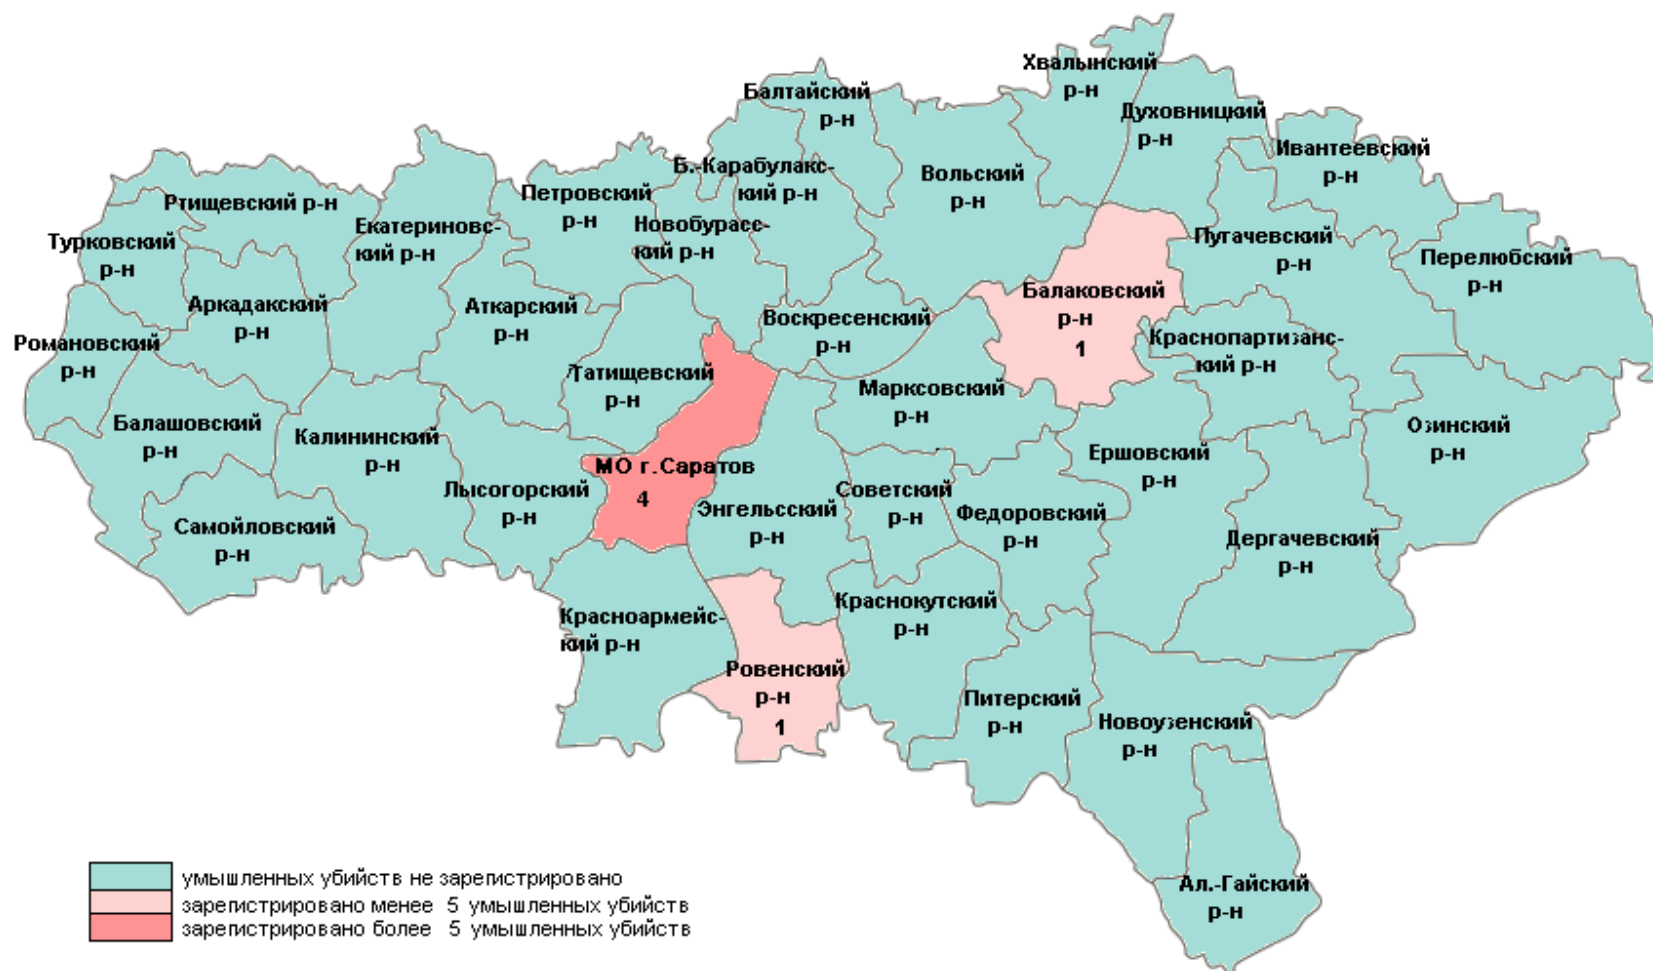 Хвалынский
р-н
Балтайский
р-н
Духовницкий
р-н
Ивантеевский
р-н
Б.-Карабулакс-
кий р-н
Вольский
р-н
Петровский
р-н
Ртищевский р-н
Екатериновс-
кий р-н
Новобурасс-
кий р-н
Турковский
р-н
Пугачевский
р-н
Перелюбский
р-н
Аркадакский
р-н
Аткарский
р-н
Балаковский
р-н
1
Воскресенский
р-н
Романовский
р-н
Краснопартизанс-
кий р-н
Татищевский
р-н
Марксовский
р-н
Балашовский
р-н
Калининский
р-н
Озинский
р-н
Ершовский
р-н
МО г.Саратов
4
Лысогорский
р-н
Советский
р-н
Энгельсский
р-н
Федоровский
р-н
Самойловский
р-н
Дергачевский
р-н
Краснокутский
р-н
Красноармейс-
кий р-н
Ровенский
р-н
1
Питерский
р-н
Новоузенский
р-н
Ал.-Гайский
р-н
умышленных убийств не зарегистрировано
зарегистрировано менее 5 умышленных убийств
зарегистрировано более 5 умышленных убийств